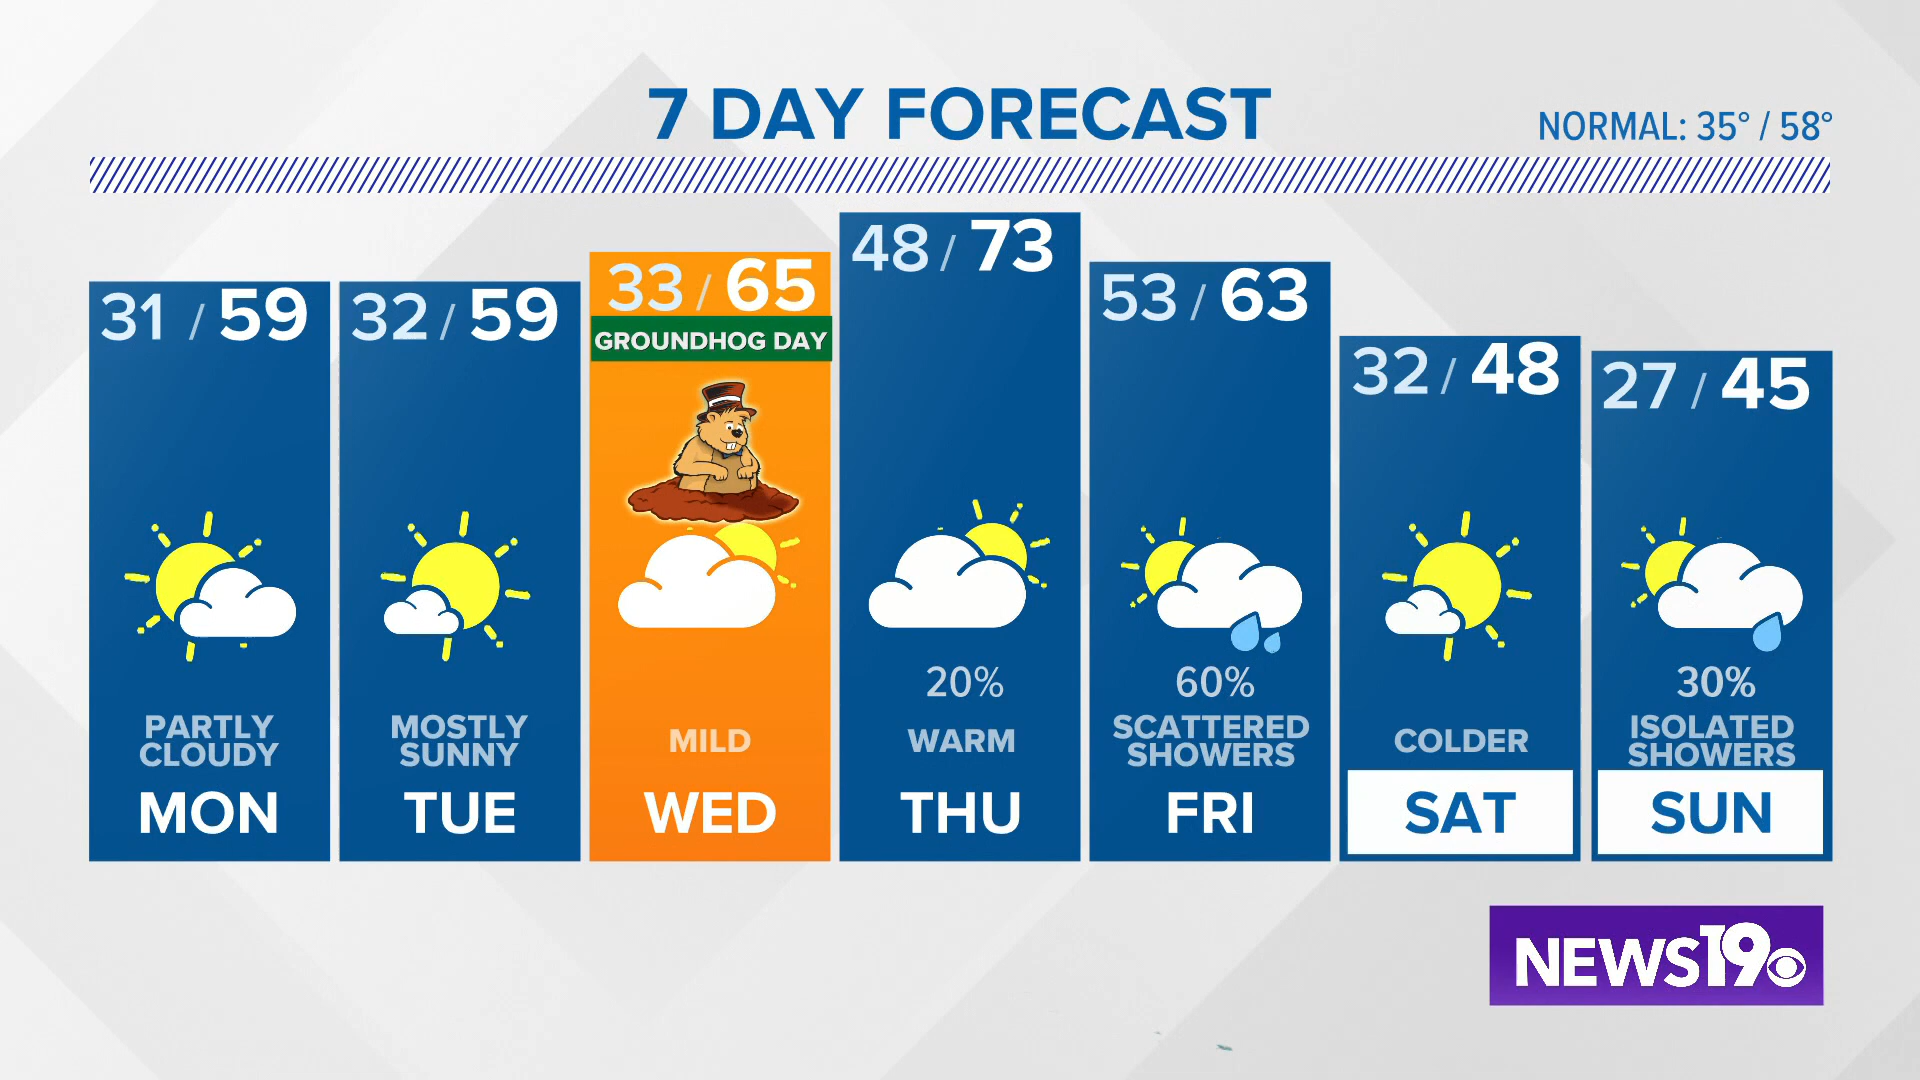 7 DAY FORECAST
NORMAL: 35° / 58°
31 / 59
PARTLY
CLOUDY
MON
32 / 59
MOSTLY
SUNNY
TUE
33 / 65
GROUNDHOG DAY
MILD
WED
48 / 73
20%
WARM
THU
53 / 63
60%
SCATTERED
SHOWERS
FRI
32 / 48
COLDER
SAT
27 / 45
30%
ISOLATED
SHOWERS
SUN
NEWS19